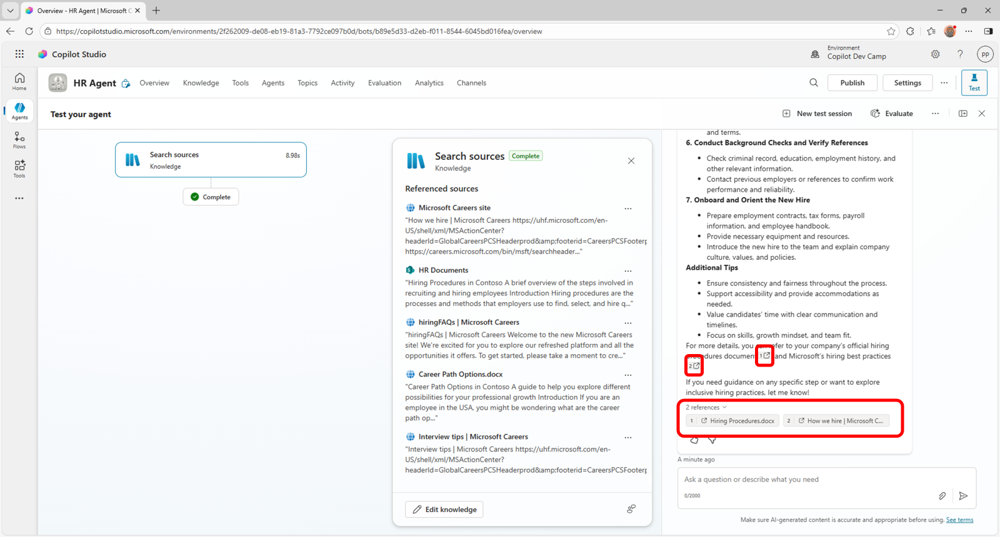 Overview - HR Agent | Microsoft C
https://copilotstudio.microsoft.com/environments/2f262009-de08-eb19-81a3-7792ce097b0d/bots/b89e5d33-d2eb-f011-8544-6045bd016fea/overview
Copilot Studio
Environment
Copilot Dev Camp
PP
Home
Agents
Flows
Tools
HR Agent
Overview
Knowledge
Tools
Agents
Topics
Activity
Evaluation
Analytics
Channels
Publish
Settings
Test
Test your agent
New test session
Evaluate
Search sources
8.98s
Knowledge
Complete
Search sources
Complete
Knowledge
Referenced sources
Microsoft Careers site
"How we hire | Microsoft Careers https://uhf.microsoft.com/en-
US/shell/xml/MSActionCenter?
headerId=GlobalCareersPCSHeaderprod&amp;footerid=CareersPCSFooterp
https://careers.microsoft.com/bin/msft/searchheader..."
HR Documents
"Hiring Procedures in Contoso A brief overview of the steps involved in
recruiting and hiring employees Introduction Hiring procedures are the
processes and methods that employers use to find, select, and hire q..."
hiringFAQs | Microsoft Careers
"hiringFAQs | Microsoft Careers Welcome to the new Microsoft Careers
site! We're excited for you to explore our refreshed platform and all the
opportunities it offers. To get started, please take a moment to cre..."
Career Path Options.docx
"Career Path Options in Contoso A guide to help you explore different
possibilities for your professional growth Introduction If you are an
employee in the USA, you might be wondering what are the career
path op..."
Interview tips | Microsoft Careers
"Interview tips | Microsoft Careers https://uhf.microsoft.com/en-
US/shell/xml/MSActionCenter?
headerId=GlobalCareersPCSHeaderprod&amp;footerid=CareersPCSFooterp
Edit knowledge
and terms.
6. Conduct Background Checks and Verify References
Check criminal record, education, employment history, and
other relevant information.
Contact previous employers or references to confirm work
performance and reliability.
7. Onboard and Orient the New Hire
Prepare employment contracts, tax forms, payroll
information, and employee handbook.
Provide necessary equipment and resources.
Introduce the new hire to the team and explain company
culture, values, and policies.
Additional Tips
Ensure consistency and fairness throughout the process.
Support accessibility and provide accommodations as
needed.
Value candidates' time with clear communication and
timelines.
Focus on skills, growth mindset, and team fit.
For more details, you can refer to your company's official hiring
procedures document 1 and Microsoft's hiring best practices
2
If you need guidance on any specific step or want to explore
inclusive hiring practices, let me know!
2 references
1 Hiring Procedures.docx
2 How we hire | Microsoft C...
A minute ago
Ask a question or describe what you need
0/2000
Make sure AI-generated content is accurate and appropriate before using. See terms